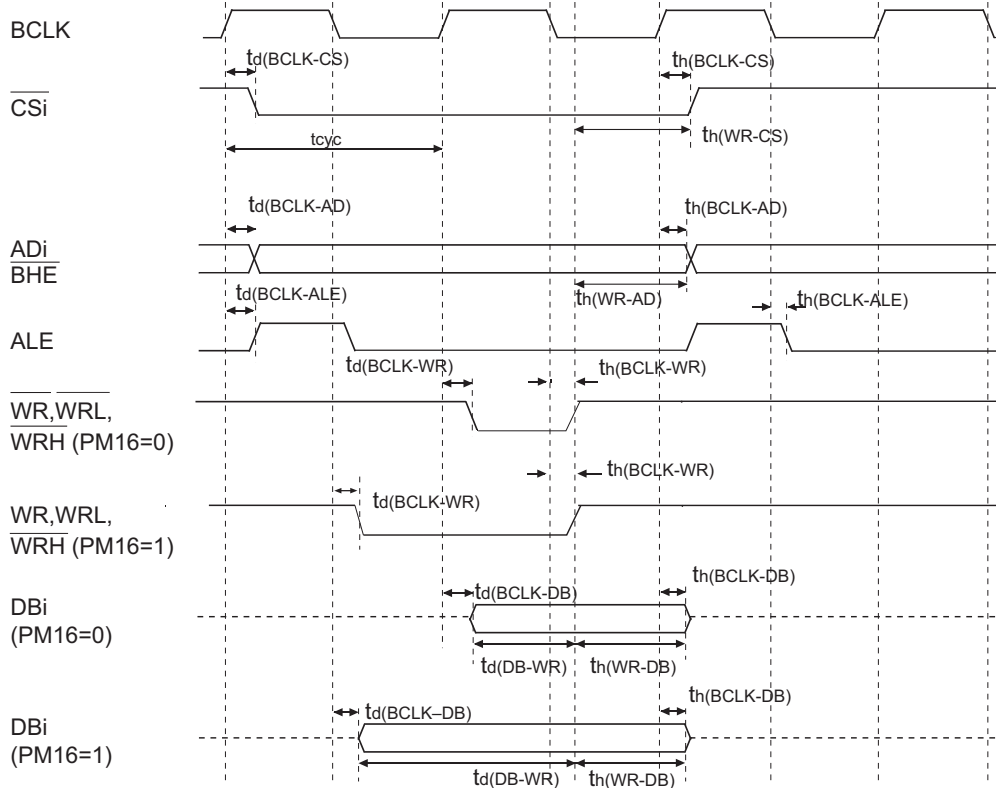 BCLK
td(BCLK-CS)
th(BCLK-CS)
CSi
tcyc
th(WR-CS)
td(BCLK-AD)
th(BCLK-AD)
ADi
BHE
td(BCLK-ALE)
th(WR-AD)
th(BCLK-ALE)
ALE
td(BCLK-WR)
th(BCLK-WR)
WR,WRL,
WRH (PM16=0)
th(BCLK-WR)
td(BCLK-WR)
WR,WRL,
WRH (PM16=1)
th(BCLK-DB)
td(BCLK-DB)
DBi
(PM16=0)
td(DB-WR)
th(WR-DB)
th(BCLK-DB)
td(BCLK–DB)
DBi
(PM16=1)
td(DB-WR)
th(WR-DB)